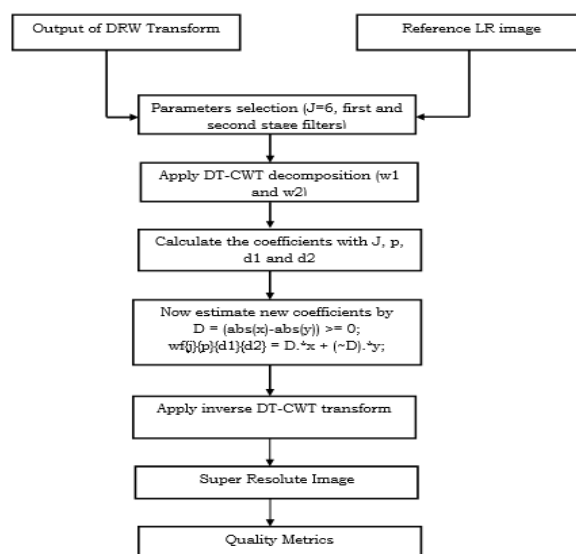 Output of DRW Transform
Reference LR image
Parameters selection (J=6, first and
second stage filters)
Apply DT-CWT decomposition (w1
and w2)
Calculate the coefficients with J, p,
d1 and d2
Now estimate new coefficients by
D = (abs(x)-abs(y)) >= 0;
wf{j}{p}{d1}{d2} = D.*x + (~D).*y;
Apply inverse DT-CWT transform
Super Resolute Image
Quality Metrics